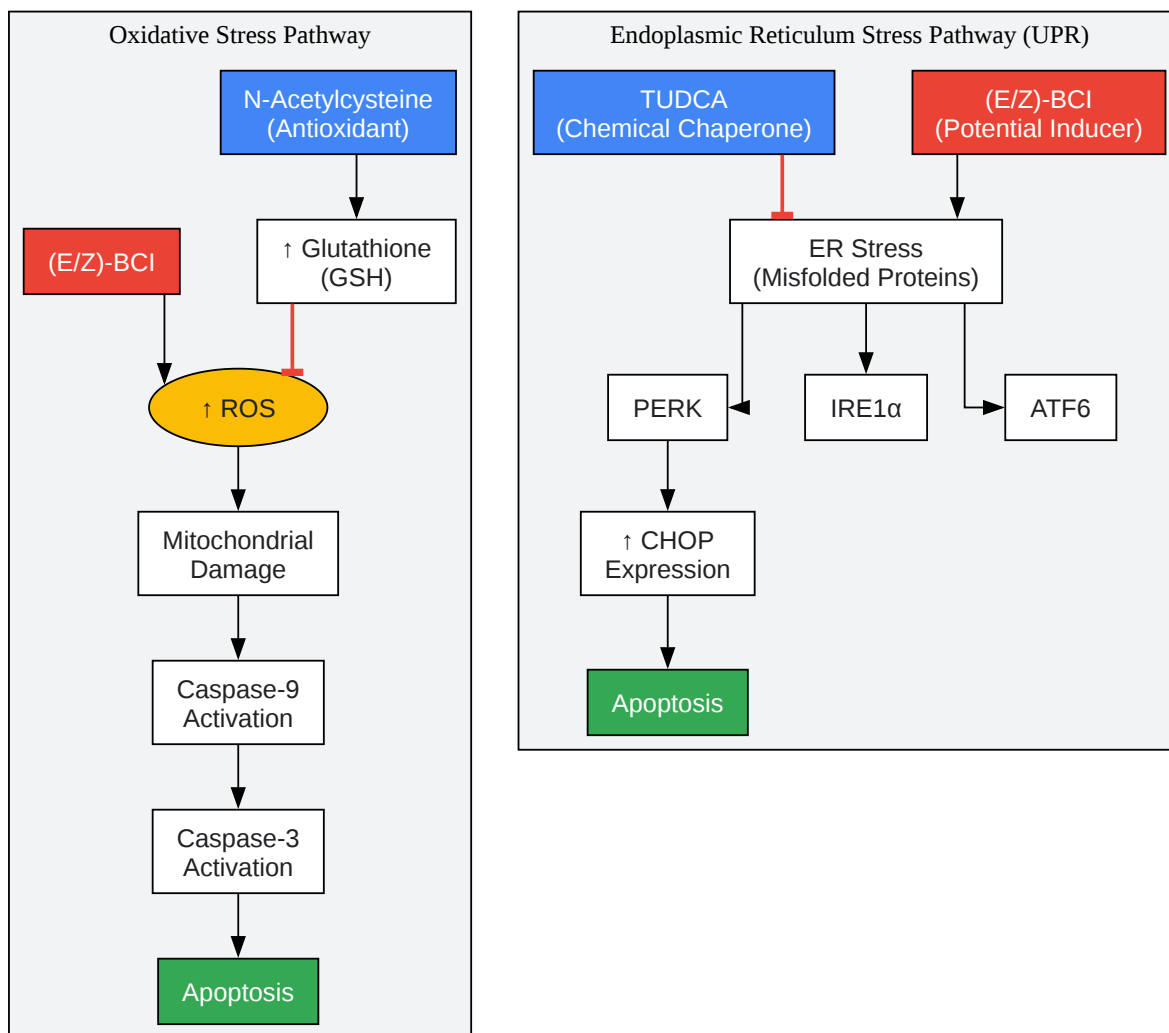 Oxidative Stress Pathway
N-Acetylcysteine
(Antioxidant)
(E/Z)-BCI
↑ Glutathione
(GSH)
↑ ROS
Mitochondrial
Damage
Caspase-9
Activation
Caspase-3
Activation
Apoptosis
Endoplasmic Reticulum Stress Pathway (UPR)
TUDCA
(Chemical Chaperone)
(E/Z)-BCI
(Potential Inducer)
ER Stress
(Misfolded Proteins)
PERK
IRE1α
ATF6
↑ CHOP
Expression
Apoptosis